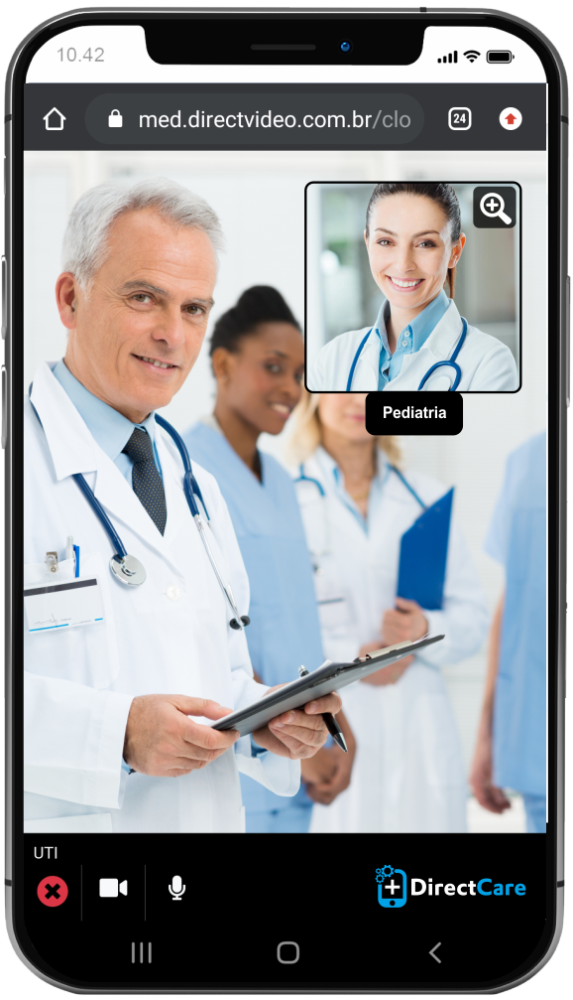 10.42
24
med.directvideo.com.br/clo
Pediatria
UTI
DirectCare